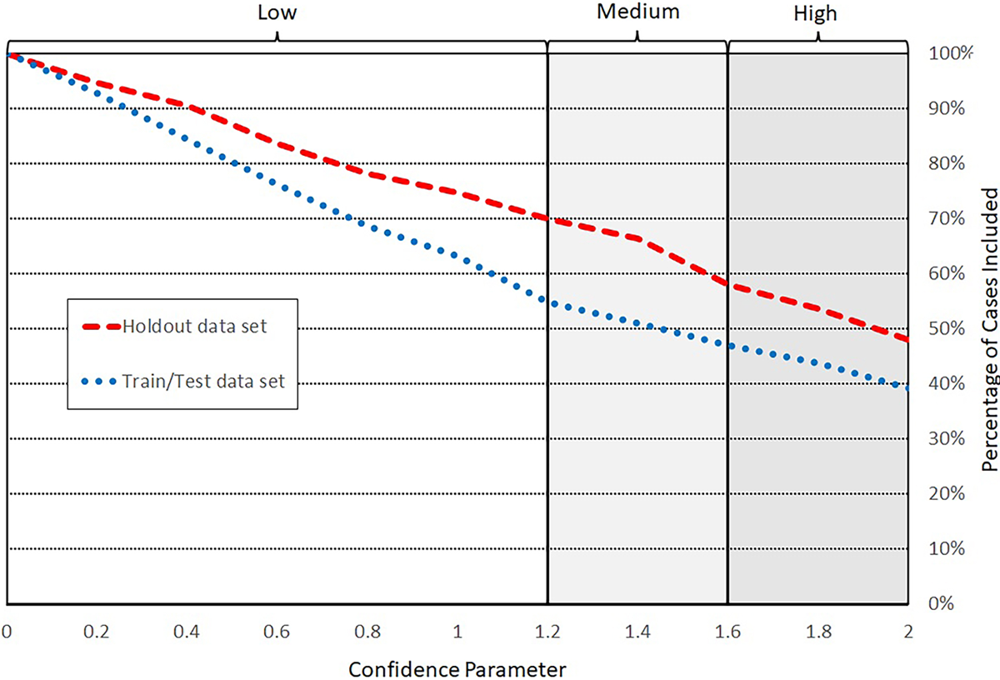 Low
Medium
High
100%
90%
80%
70%
60%
50%
40%
30%
20%
10%
0%
Percentage of Cases Included
Holdout data set
Train/Test data set
0 0.2 0.4 0.6 0.8 1 1.2 1.4 1.6 1.8 2
Confidence Parameter